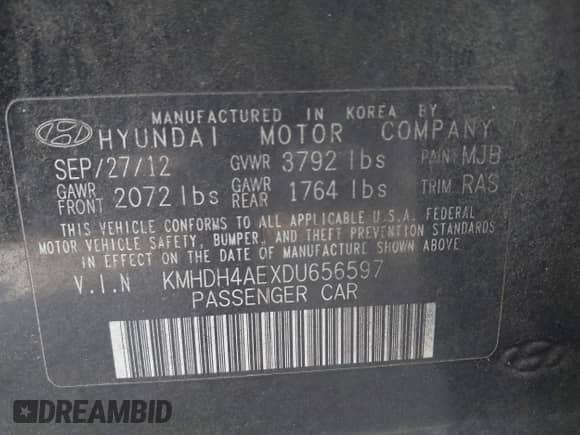 MANUFACTURED IN KOREA BY
HYUNDAI MOTOR COMPANY
SEP/27/12 GVWR 3792 lbs PAINT MJB
GAWR FRONT 2072 lbs GAWR REAR 1764 lbs TRIM RAS
THIS VEHICLE CONFORMS TO ALL APPLICABLE U.S.A. FEDERAL
MOTOR VEHICLE SAFETY, BUMPER, AND THEFT PREVENTION STANDARDS
IN EFFECT ON THE DATE OF MANUFACTURE SHOWN ABOVE.
V.I.N KMHDH4AEXDU656597
PASSENGER CAR
DREAMBID